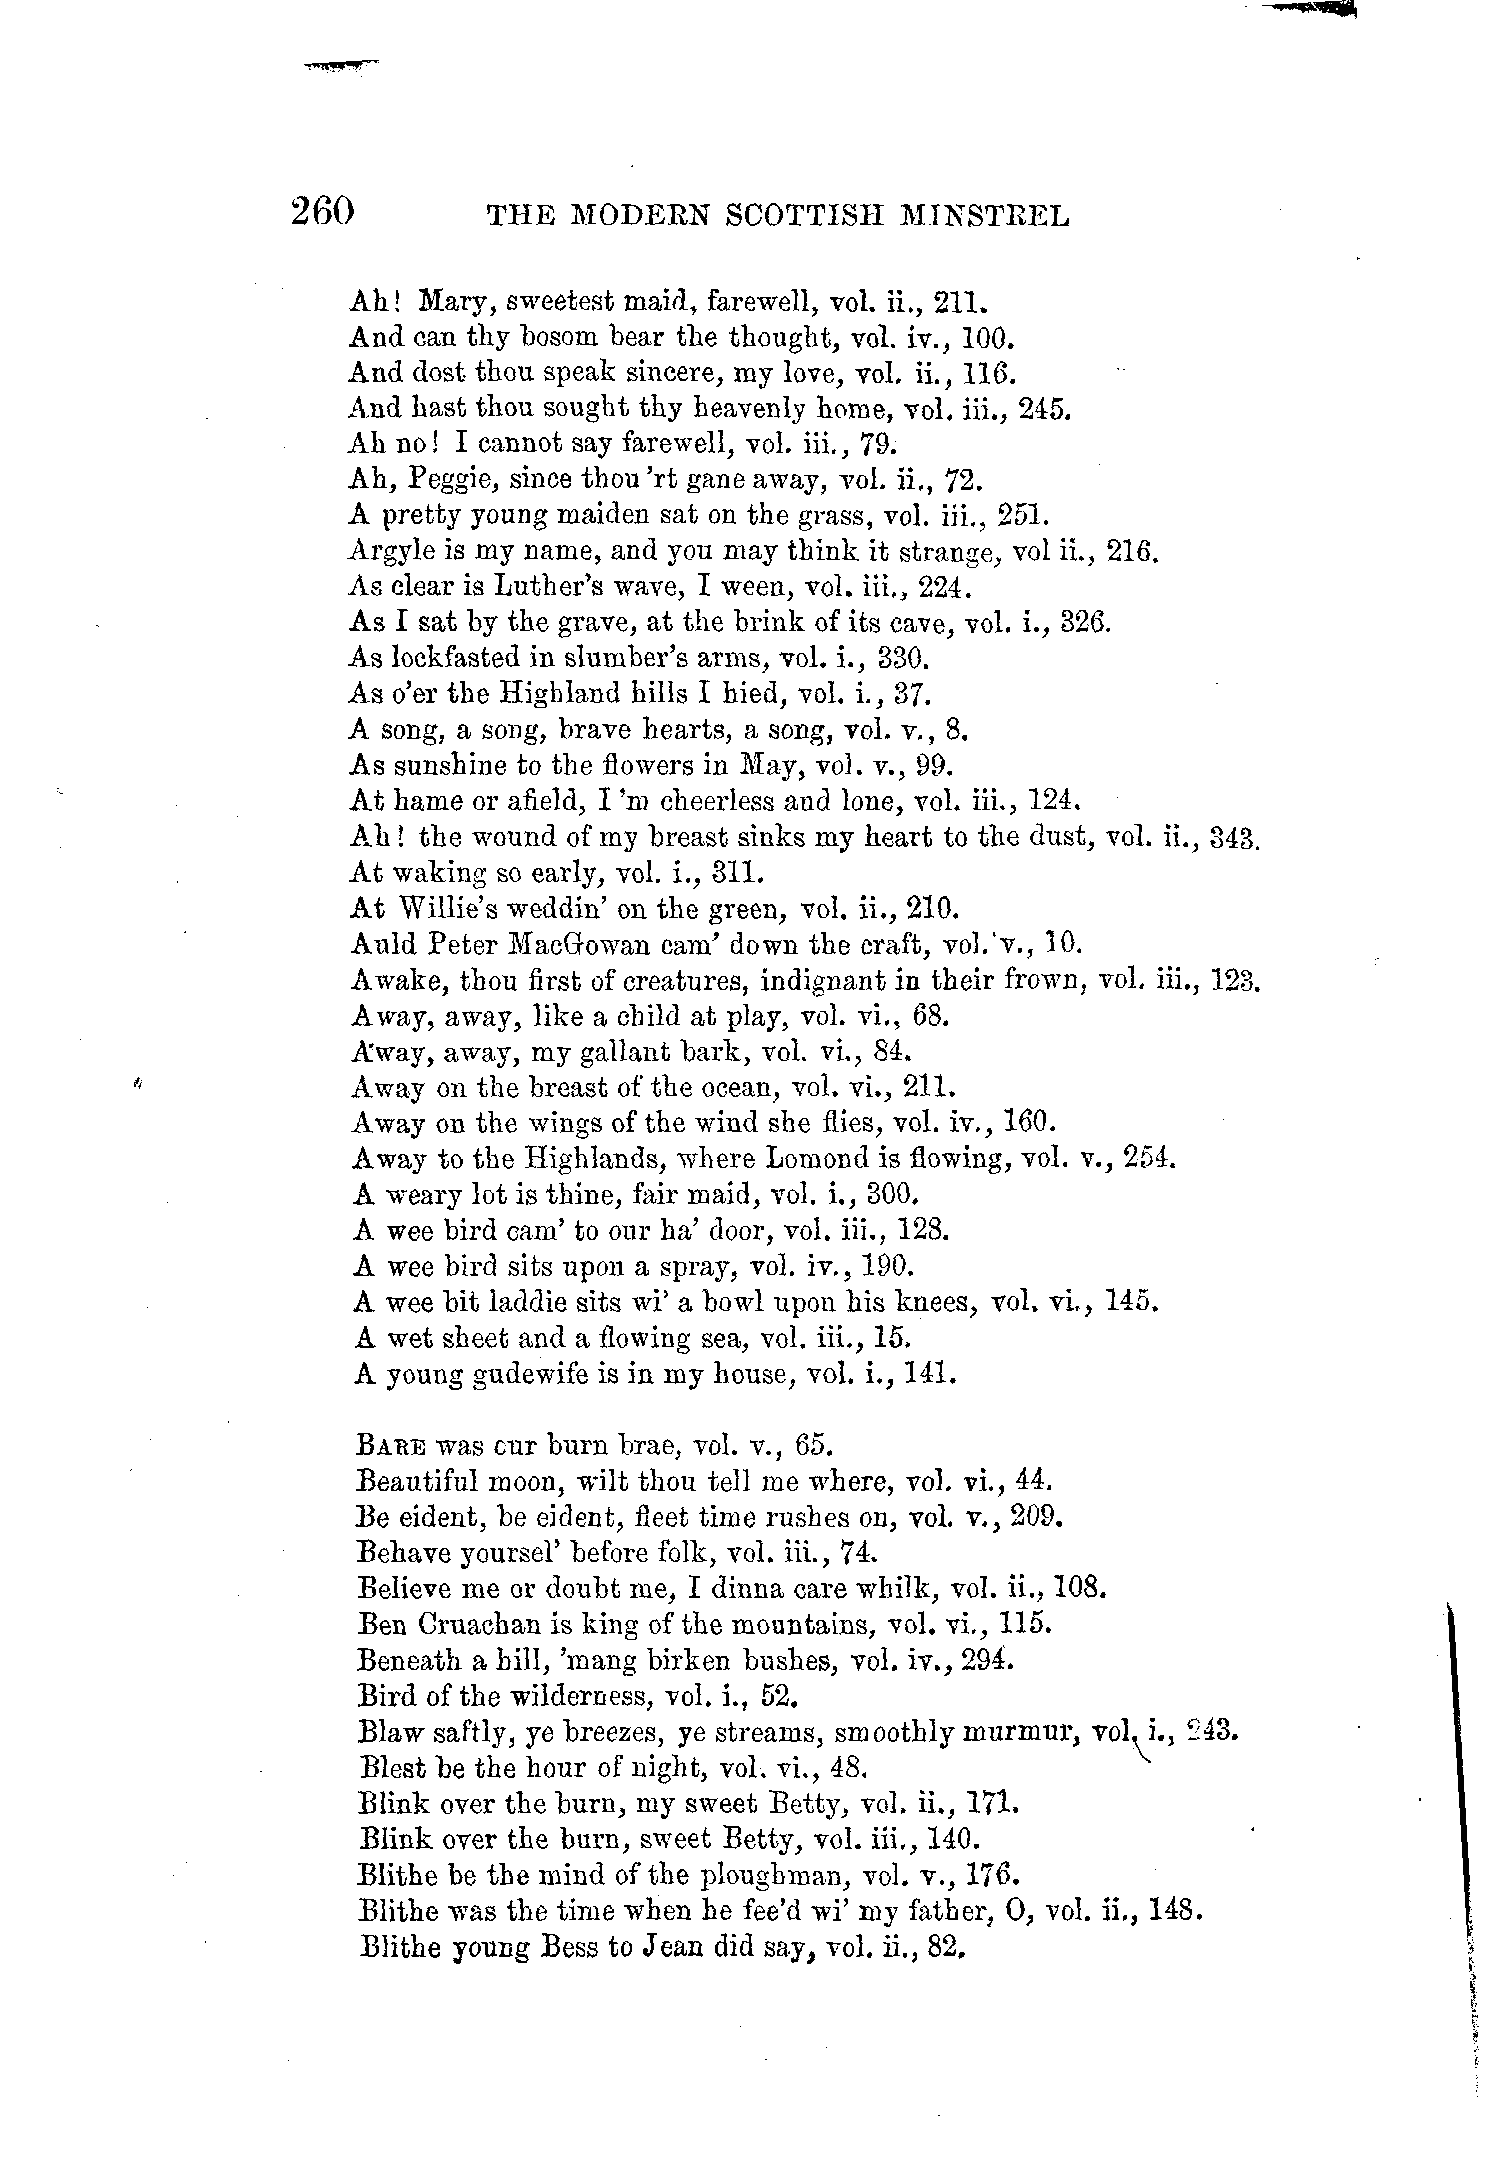 260 THE MODERN SCOTTISH MINSTREL
Ah! Mary, sweetest maid, farewell, vol. ii., 211.
And can thy bosom bear the thought, vol. iv., 100.
And dost thou speak sincere, my love, vol. ii., 116.
And hast thou sought thy heavenly home, vol. iii., 245.
Ah no! I cannot say farewell, vol. iii., 79.
Ah, Peggie, since thou 'rt gane away, vol. ii., 72.
A pretty young maiden sat on the grass, vol. iii., 251.
Argyle is my name, and you may think it strange, vol ii., 216.
As clear is Luther's wave, I ween, vol. iii., 224.
As I sat by the grave, at the brink of its cave, vol. i., 326.
As lockfasted in slumber's arms, vol. i., 330.
As o'er the Highland hills I hied, vol. i., 37.
A song, a song, brave hearts, a song, vol. v., 8.
As sunshine to the flowers in May, vol. v., 99.
At hame or afield, I 'm cheerless and lone, vol. iii., 124.
Ah! the wound of my breast sinks my heart to the dust, vol. ii., 343.
At waking so early, vol. i., 311.
At Willie's weddin' on the green, vol. ii., 210.
Auld Peter MacGowan cam' down the craft, vol. v., 10.
Awake, thou first of creatures, indignant in their frown, vol. iii., 123.
Away, away, like a child at play, vol. vi., 68.
Away, away, my gallant bark, vol. vi., 84.
Away on the breast of the ocean, vol. vi., 211.
Away on the wings of the wind she flies, vol. iv., 160.
Away to the Highlands, where Lomond is flowing, vol. v., 254.
A weary lot is thine, fair maid, vol. i., 300.
A wee bird cam' to our ha' door, vol. iii., 128.
A wee bird sits upon a spray, vol. iv., 190.
A wee bit laddie sits wi' a bowl upon his knees, vol. vi., 145.
A wet sheet and a flowing sea, vol. iii., 15.
A young gudewife is in my house, vol. i., 141.
BARE was our burn brae, vol. v., 65.
Beautiful moon, wilt thou tell me where, vol. vi., 44.
Be eident, be eident, fleet time rushes on, vol. v., 209.
Behave yoursel' before folk, vol. iii., 74.
Believe me or doubt me, I dinna care whilk, vol. ii., 108.
Ben Cruachan is king of the mountains, vol. vi., 115.
Beneath a hill, 'mang birken bushes, vol. iv., 294.
Bird of the wilderness, vol. i., 52.
Blaw saftly, ye breezes, ye streams, smoothly murmur, vol. i., 243.
Blest be the hour of night, vol. vi., 48.
Blink over the burn, my sweet Betty, vol. ii., 171.
Blink over the burn, sweet Betty, vol. iii., 140.
Blithe be the mind of the ploughman, vol. v., 176.
Blithe was the time when he fee'd wi' my father, O, vol. ii., 148.
Blithe young Bess to Jean did say, vol. ii., 82.